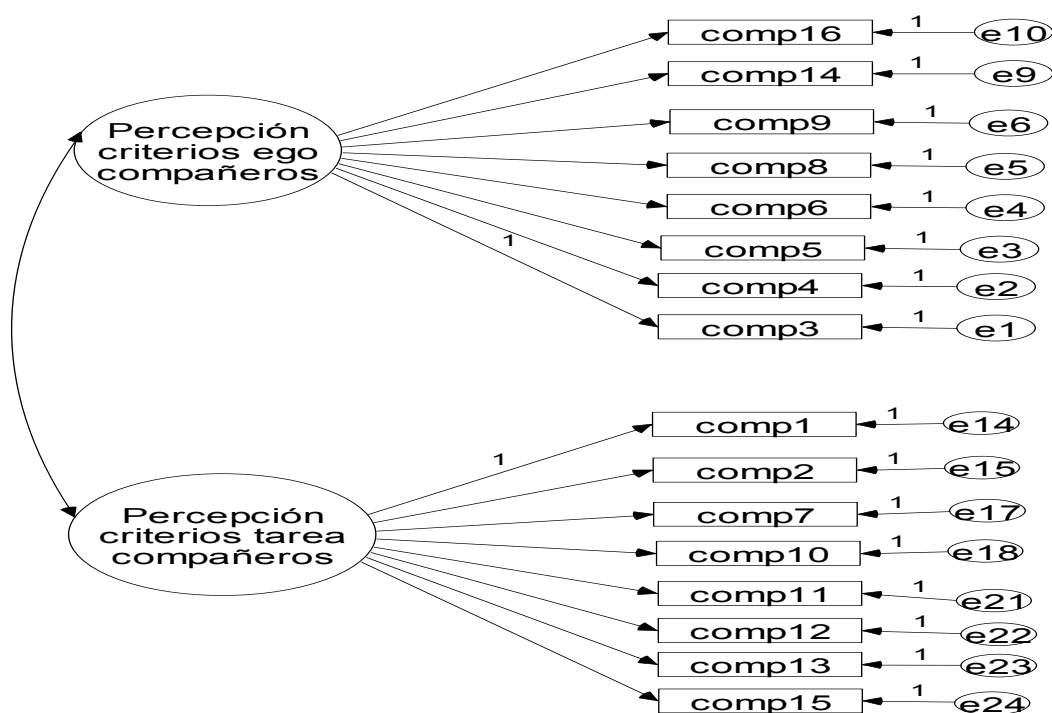 comp16 1 e10
comp14 1 e9
Percepción
criterios ego
compañeros
comp9 1 e6
comp8 1 e5
comp6 1 e4
1
comp5 1 e3
comp4 1 e2
comp3 1 e1
comp1 1 e14
1
comp2 1 e15
Percepción
criterios tarea
compañeros
comp7 1 e17
comp10 1 e18
comp11 1 e21
comp12 1 e22
comp13 1 e23
comp15 1 e24